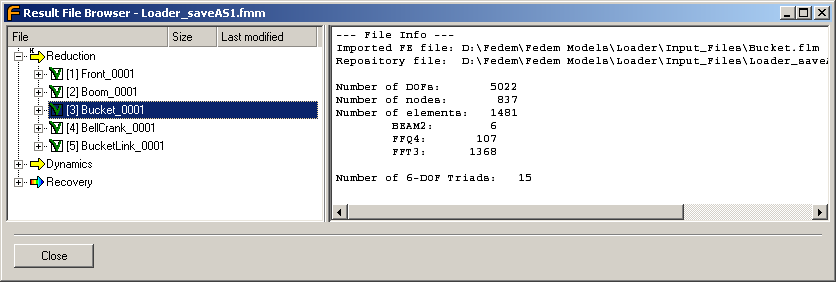 Result File Browser - Loader_saveAS1.fmm
File Size Last modified
Reduction
[1] Front_0001
[2] Boom_0001
[3] Bucket_0001
[4] BellCrank_0001
[5] BucketLink_0001
Dynamics
Recovery
--- File Info ---
Imported FE file: D:\Fedem\Fedem Models\Loader\Input_Files\Bucket.flm
Repository file: D:\Fedem\Fedem Models\Loader\Input_Files\Loader_saveA
Number of DOFs: 5022
Number of nodes: 837
Number of elements: 1481
BEAM2: 6
FFQ4: 107
FFT3: 1368
Number of 6-DOF Triads: 15
Close